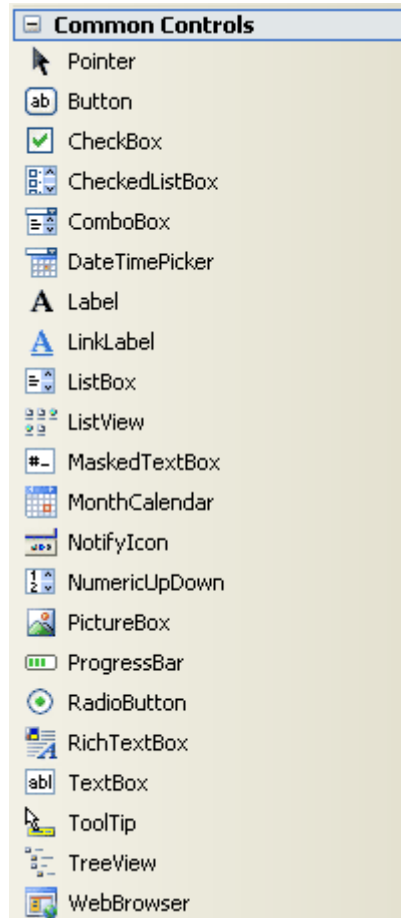 Common Controls
Pointer
Button
CheckBox
CheckedListBox
ComboBox
DateTimePicker
Label
LinkLabel
ListBox
ListView
MaskedTextBox
MonthCalendar
NotifyIcon
NumericUpDown
PictureBox
ProgressBar
RadioButton
RichTextBox
TextBox
ToolTip
TreeView
WebBrowser